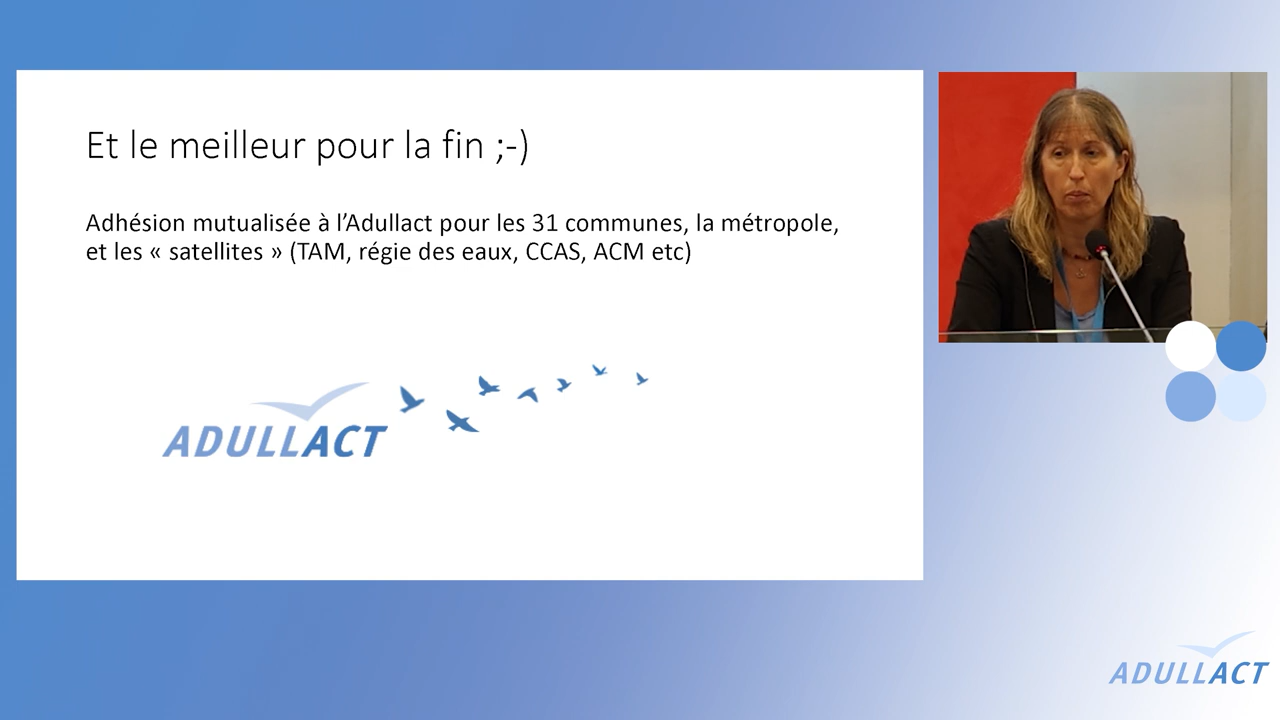 Et le meilleur pour la fin ;-)
Adhésion mutualisée à l’Adullact pour les 31 communes, la métropole,
et les « satellites » (TAM, régie des eaux, CCAS, ACM etc)
ADULLACT
ADULLACT